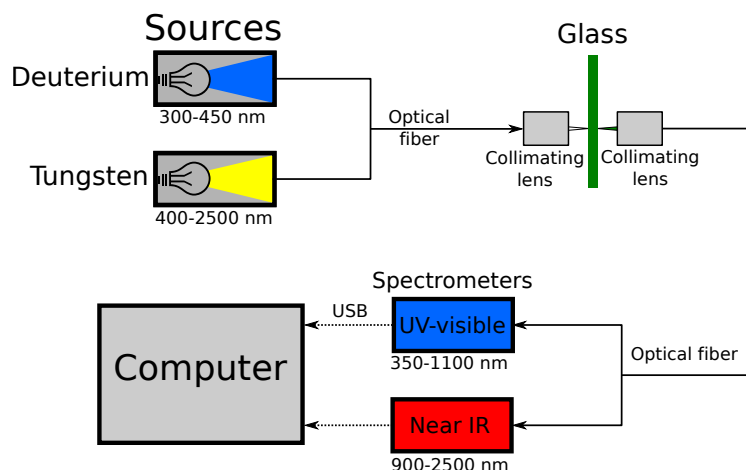 Sources
Deuterium
300-450 nm
Tungsten
400-2500 nm
Optical
fiber
Glass
Collimating
lens
Collimating
lens
Spectrometers
USB
UV-visible
350-1100 nm
Computer
Optical fiber
Near IR
900-2500 nm